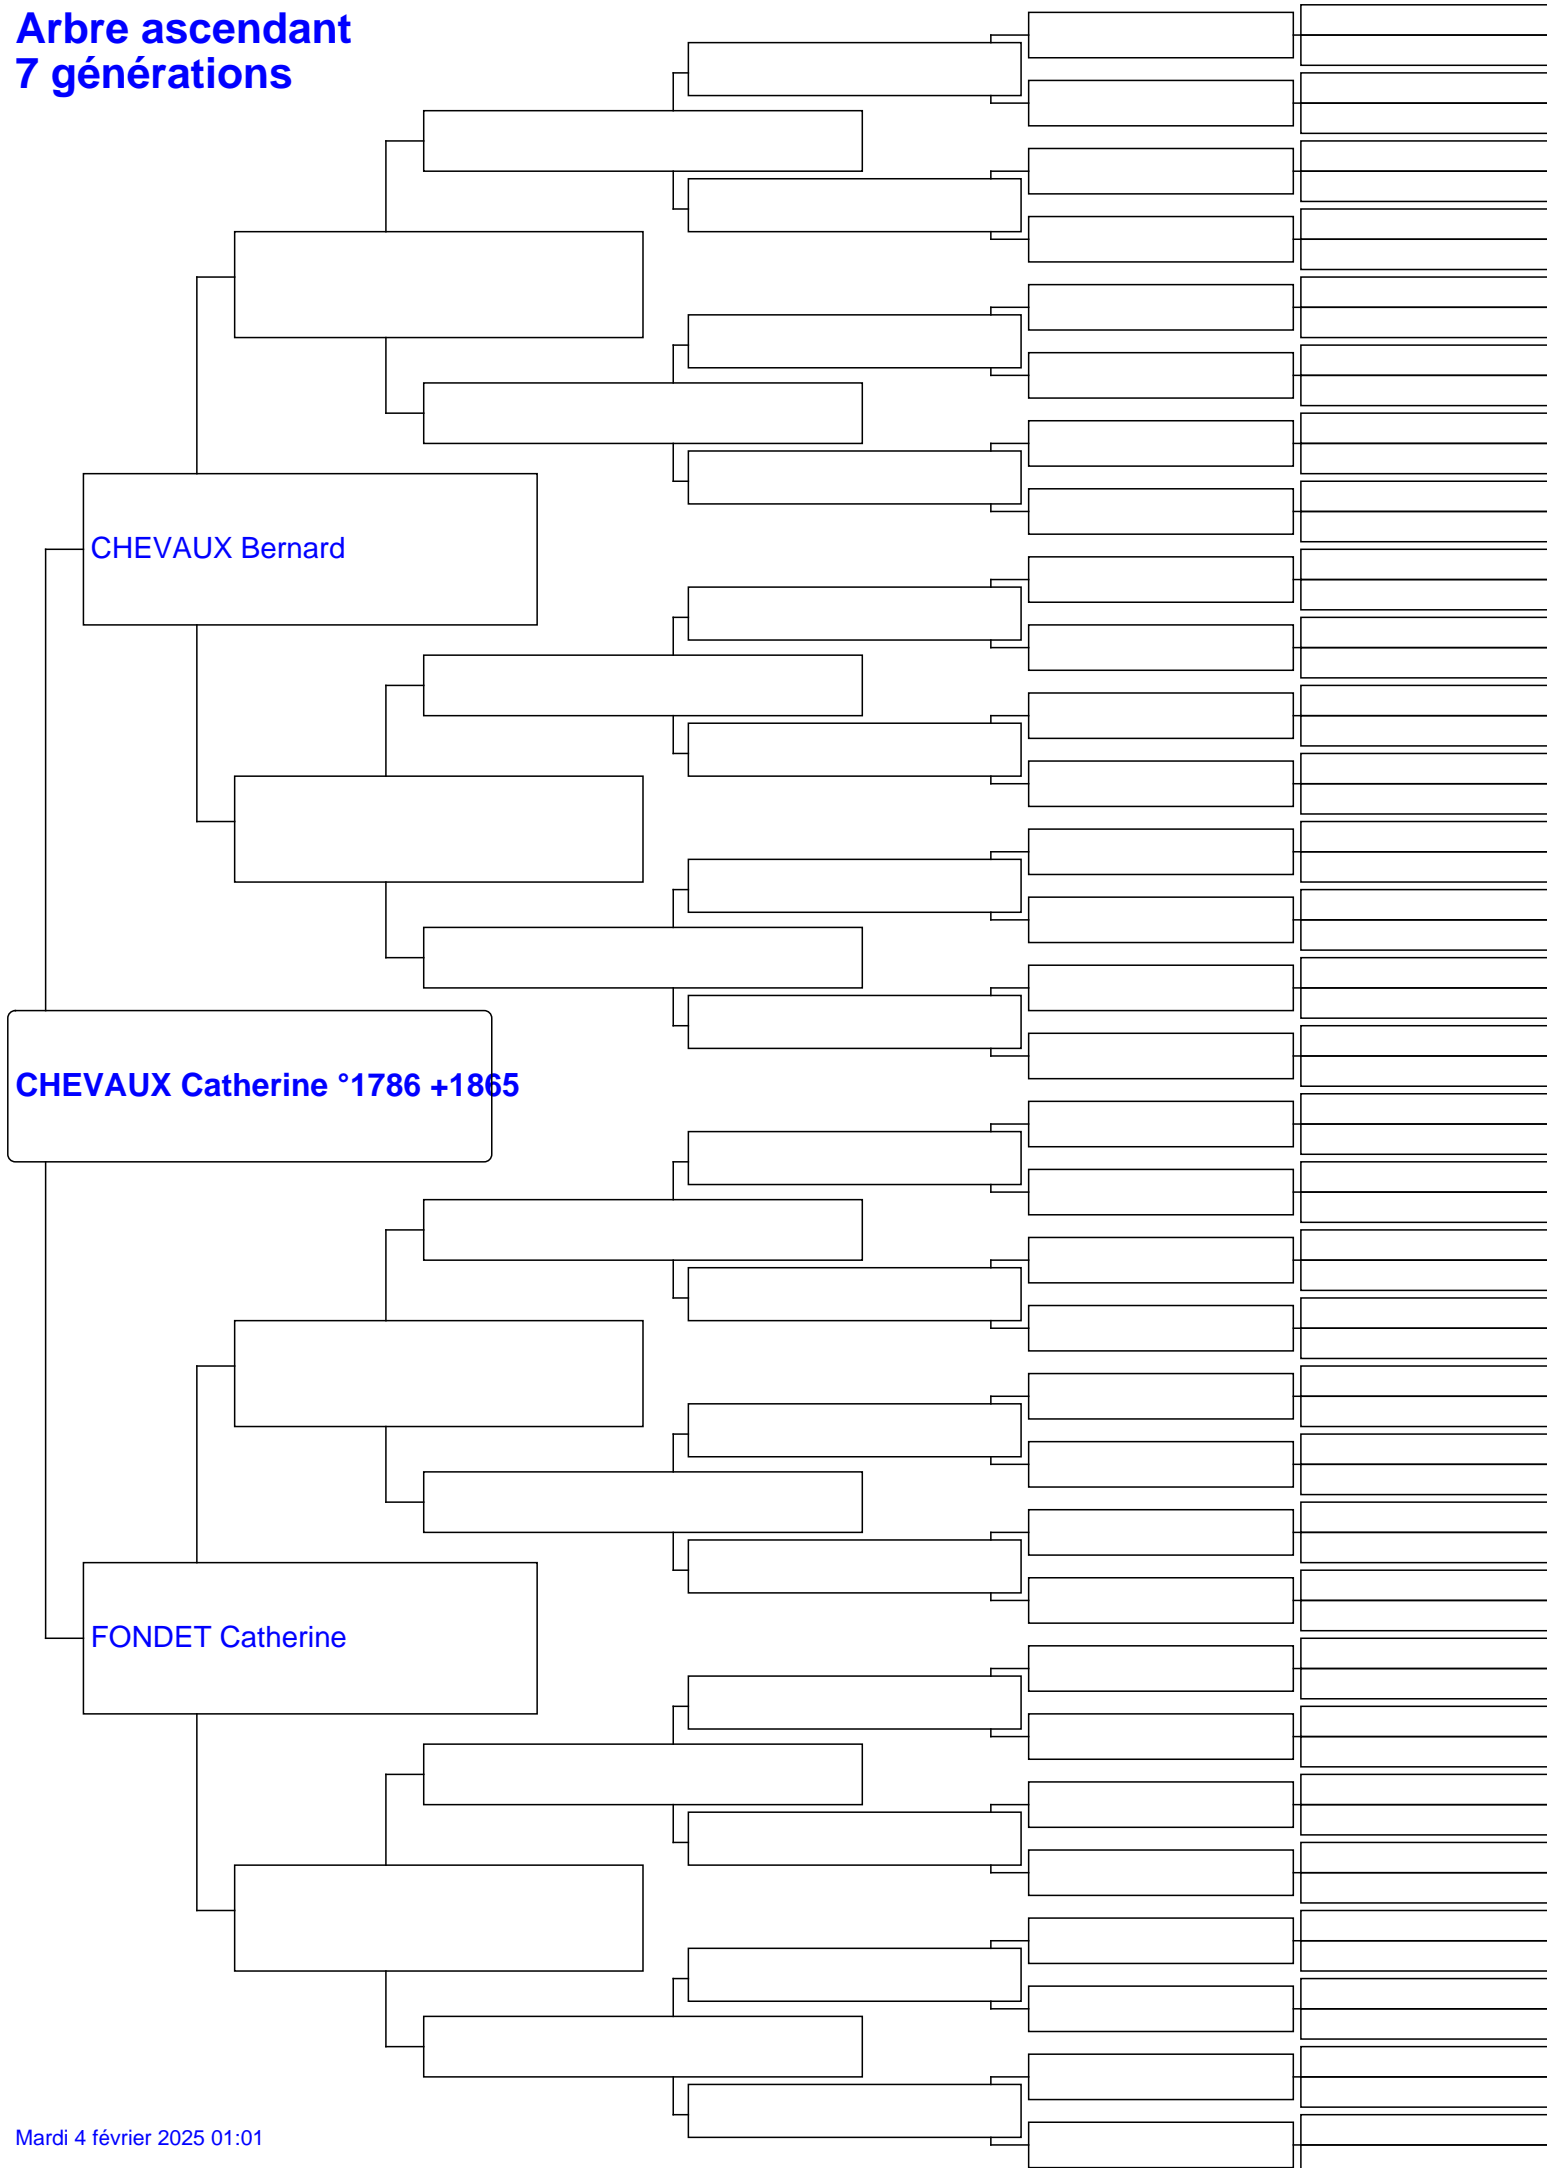 Arbre ascendant
7 générations
CHEVAUX Bernard
CHEVAUX Catherine °1786 +1865
FONDET Catherine
Mardi 4 février 2025 01:01